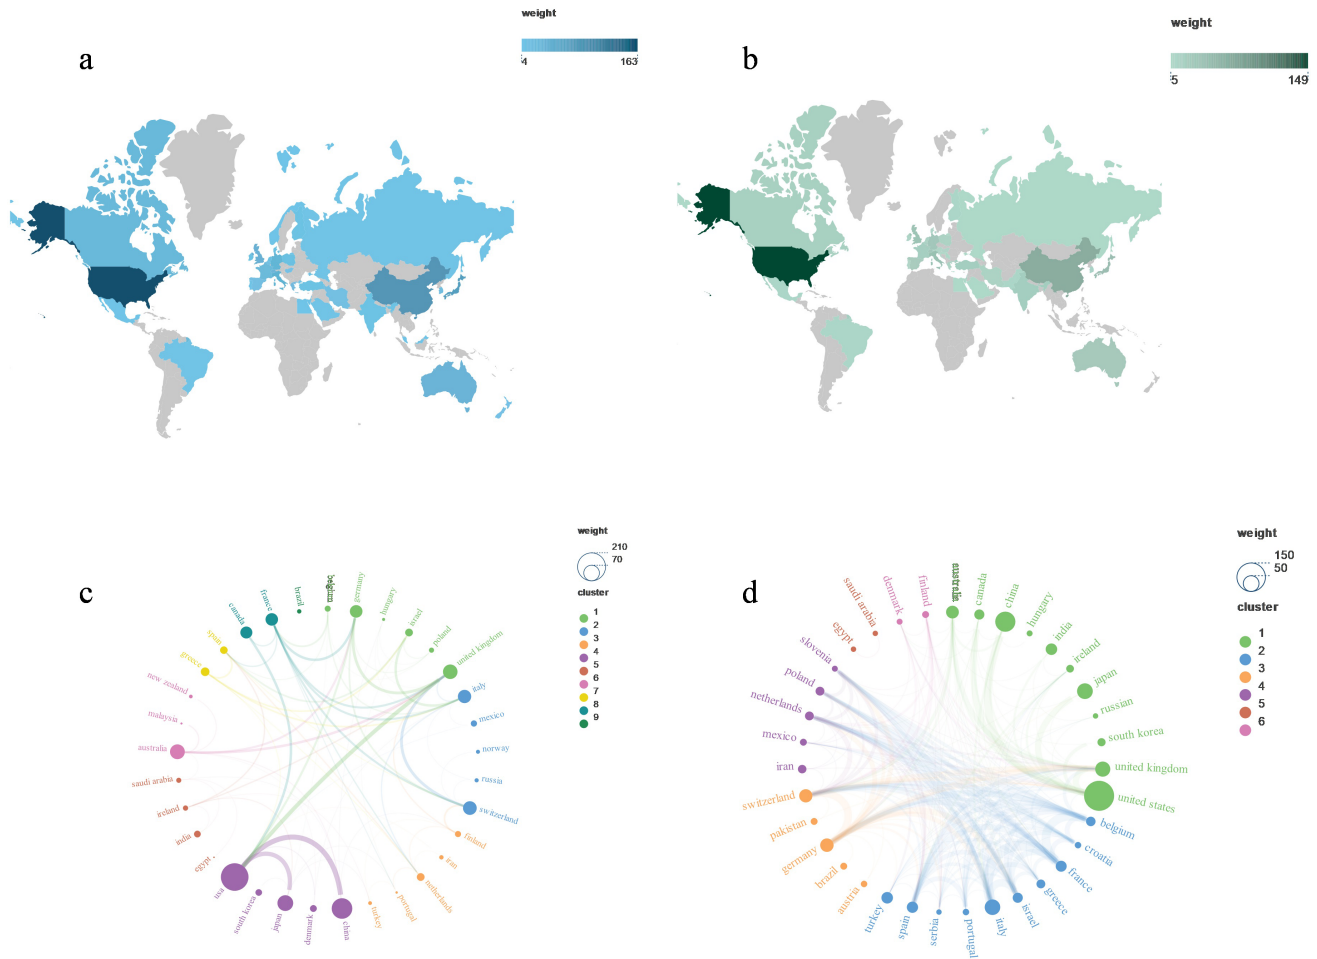 weight
4
163
a
weight
5
149
b
weight
210
70
cluster
1
2
3
4
5
6
7
8
9
c
belgium
germany
hungary
israel
poland
united kingdom
italy
mexico
norway
russia
switzerland
finland
iran
netherlands
portugal
turkey
china
denmark
japan
south korea
usa
egypt
india
ireland
saudi arabia
australia
malaysia
new zealand
greece
spain
canada
france
brazil
weight
150
50
cluster
1
2
3
4
5
6
d
australia
canada
china
hungary
india
ireland
japan
russian
south korea
united kingdom
united states
belgium
croatia
france
greece
israel
italy
portugal
serbia
spain
turkey
austria
brazil
germany
pakistan
switzerland
iran
mexico
netherlands
poland
slovenia
egypt
saudi arabia
denmark
finland